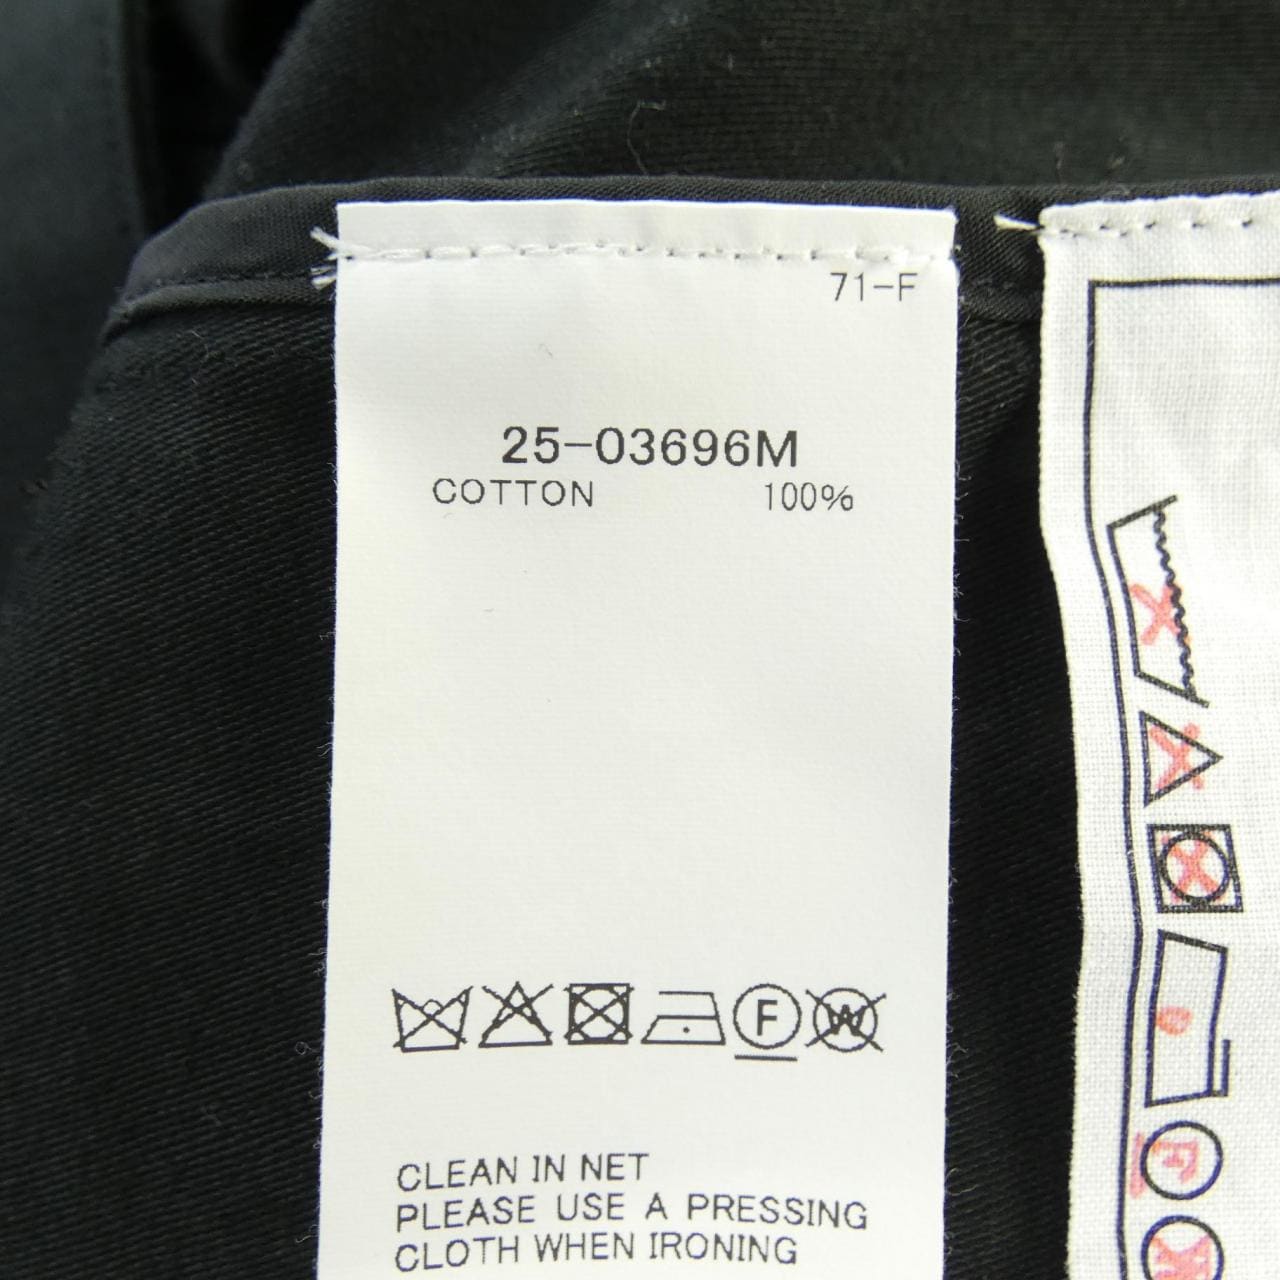 71-F
25-03696M
COTTON 100%
F W
CLEAN IN NET
PLEASE USE A PRESSING
CLOTH WHEN IRONING
F